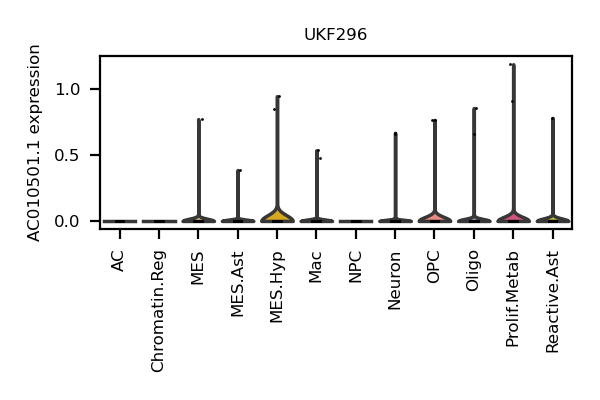 UKF296
AC010501.1 expression
1.0
0.5
0.0
AC
Chromatin.Reg
MES
MES.Ast
MES.Hyp
Mac
NPC
Neuron
OPC
Oligo
Prolif.Metab
Reactive.Ast